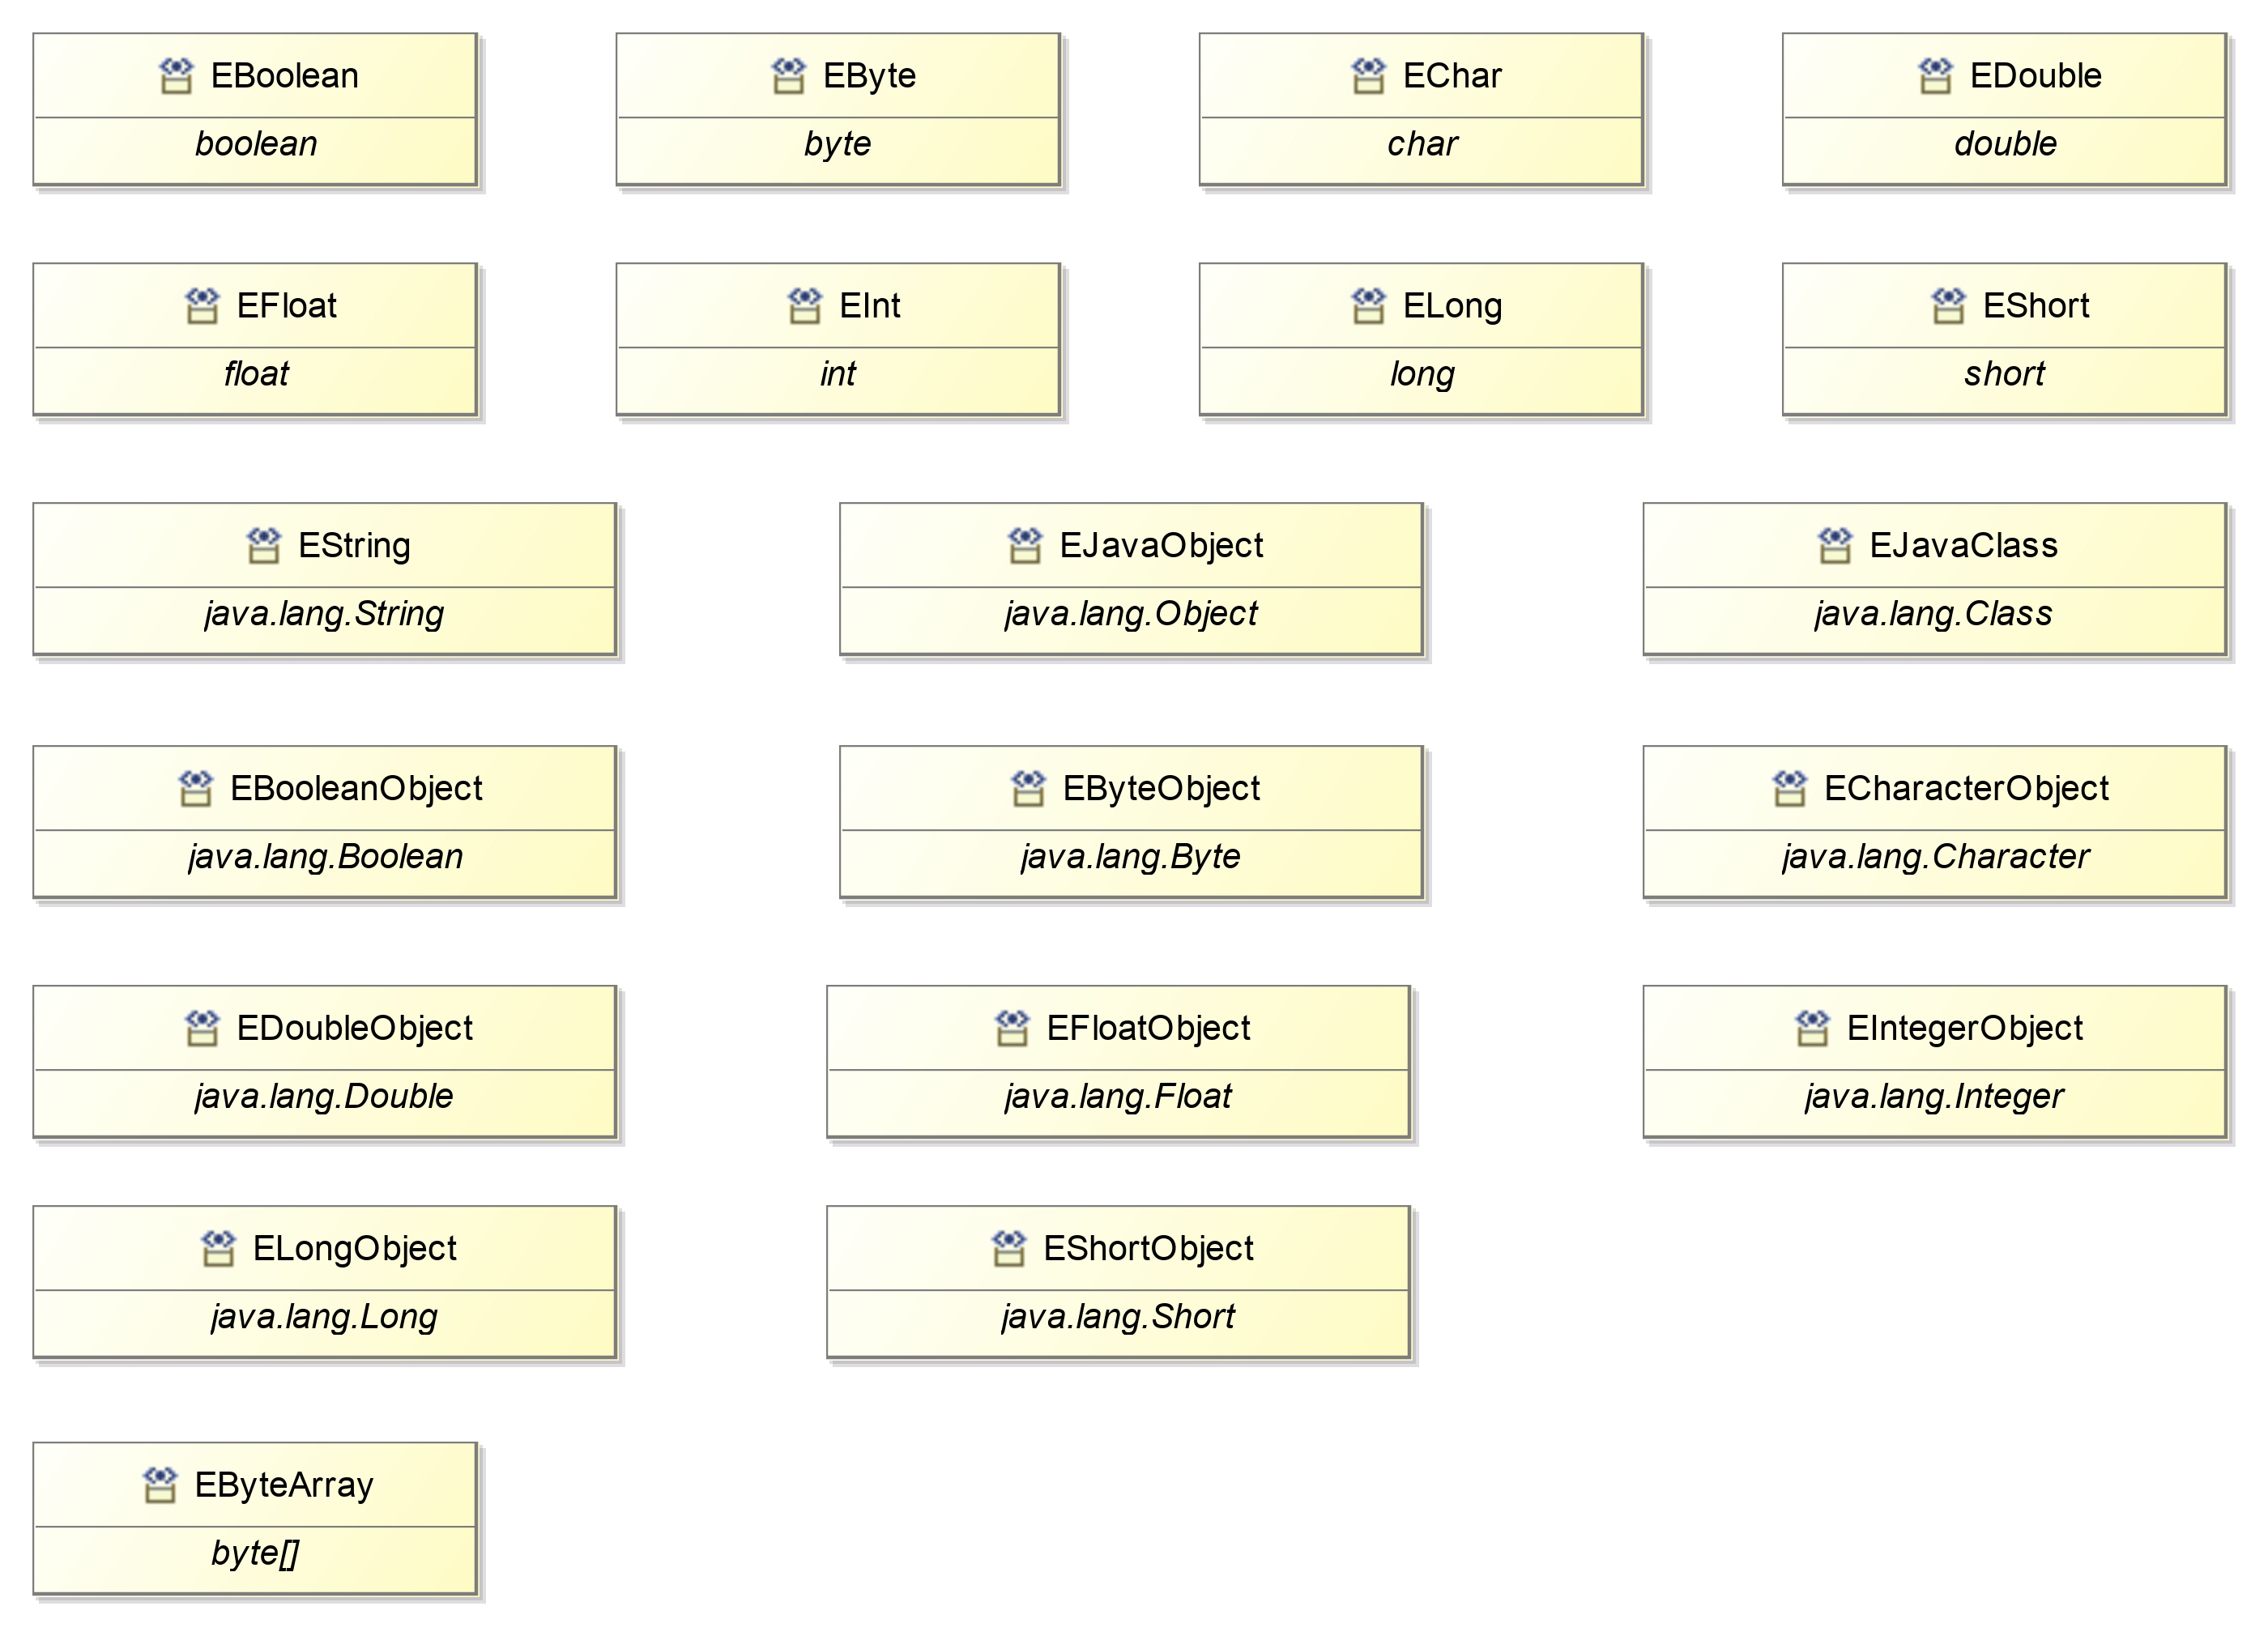 EBoolean
boolean
EByte
byte
EChar
char
EDouble
double
EFloat
float
EInt
int
ELong
long
EShort
short
EString
java.lang.String
EJavaObject
java.lang.Object
EJavaClass
java.lang.Class
EBooleanObject
java.lang.Boolean
EByteObject
java.lang.Byte
ECharacterObject
java.lang.Character
EDoubleObject
java.lang.Double
EFloatObject
java.lang.Float
EIntegerObject
java.lang.Integer
ELongObject
java.lang.Long
EShortObject
java.lang.Short
EByteArray
byte[]